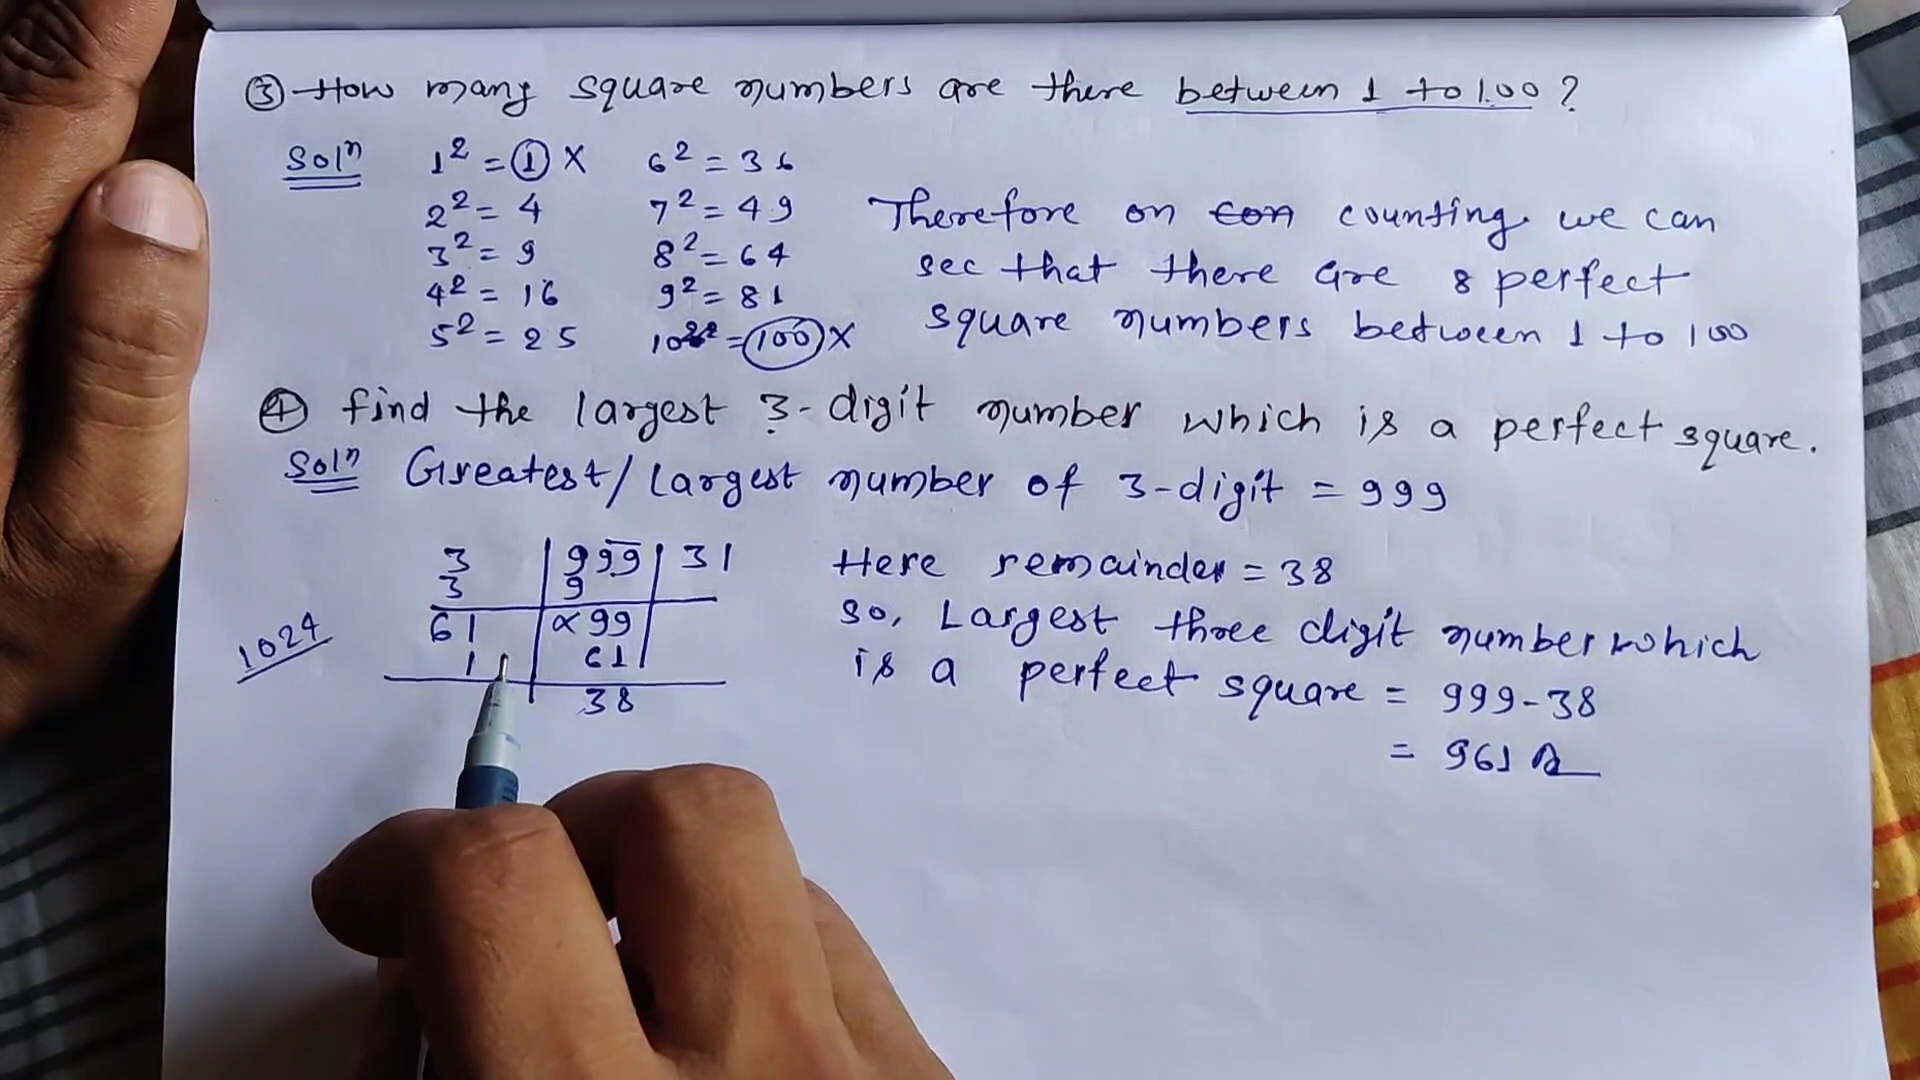 ③ How many square numbers are there between 1 to 100?
Solⁿ 1² = ① X 6² = 36
2² = 4 7² = 49
3² = 9 8² = 64
4² = 16 9² = 81
5² = 25 10² = 100 X
Therefore on con counting we can
see that there are 8 perfect
square numbers between 1 to 100
④ find the largest 3-digit number which is a perfect square.
Solⁿ Greatest/largest number of 3-digit = 999
3 999 31
3 9
61 x99
1 61
38
1024
Here remainder = 38
so, Largest three digit number which
is a perfect square = 999-38
= 961